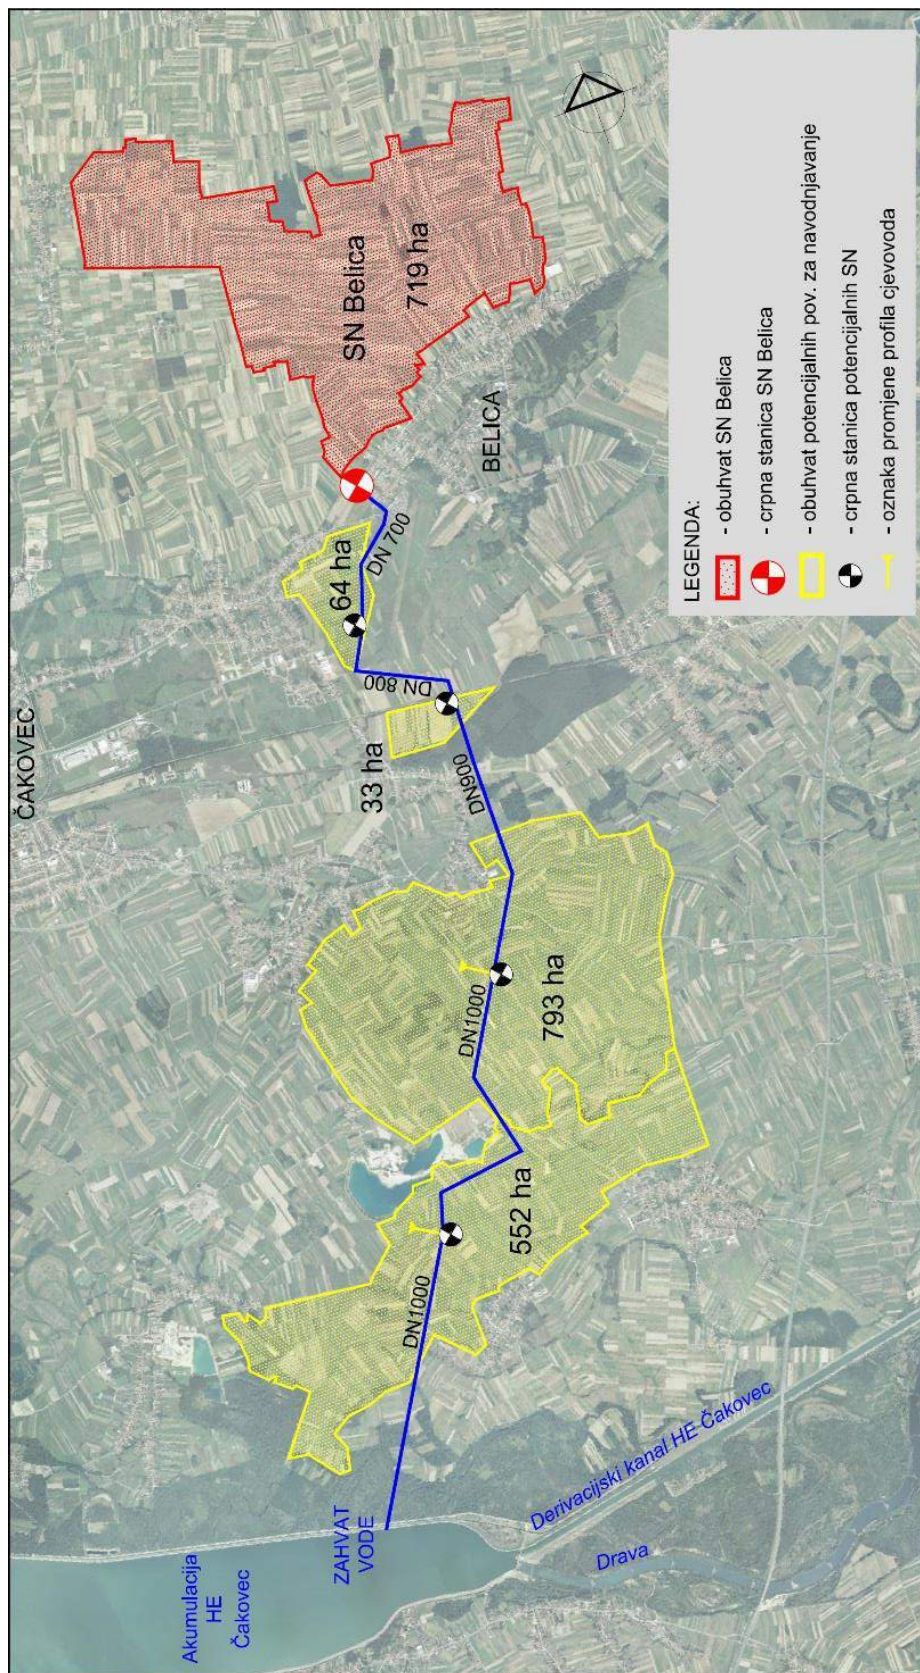 ČAKOVEC
SN Belica
719 ha
BELICA
64 ha
DN 700
DN 800
33 ha
DN900
793 ha
DN1000
552 ha
DN1000
ZAHVAT
VODE
Akumulacija
HE
Čakovec
Derivacijski kanal HE Čakovec
Drava
LEGENDA:
- obuhvat SN Belica
- crpna stanica SN Belica
- obuhvat potencijalnih pov. za navodnjavanje
- crpna stanica potencijalnih SN
- oznaka promjene profila cjevovoda